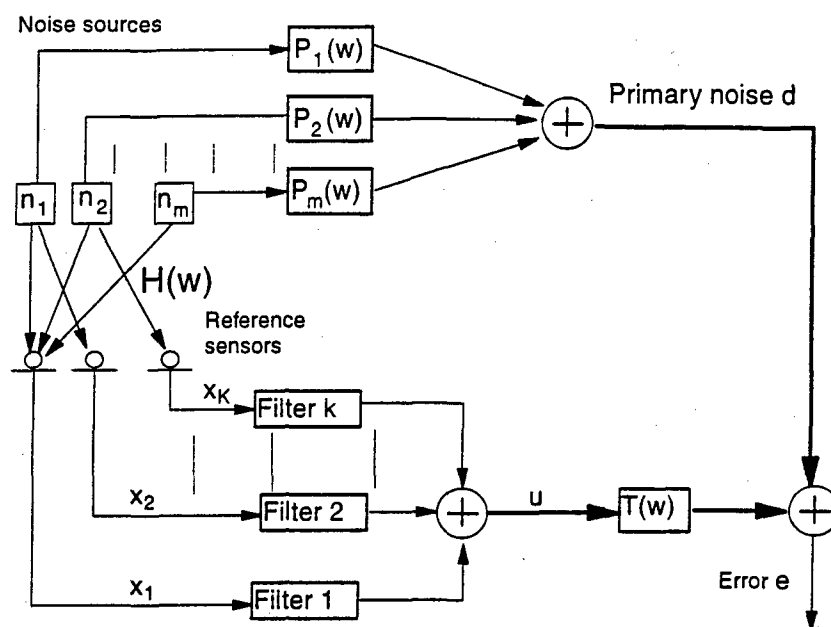 Noise sources
P1(w)
Primary noise d
P2(w)
n1
n2
nm
Pm(w)
H(w)
Reference
sensors
xK
Filter k
x2
Filter 2
u
T(w)
x1
Filter 1
Error e